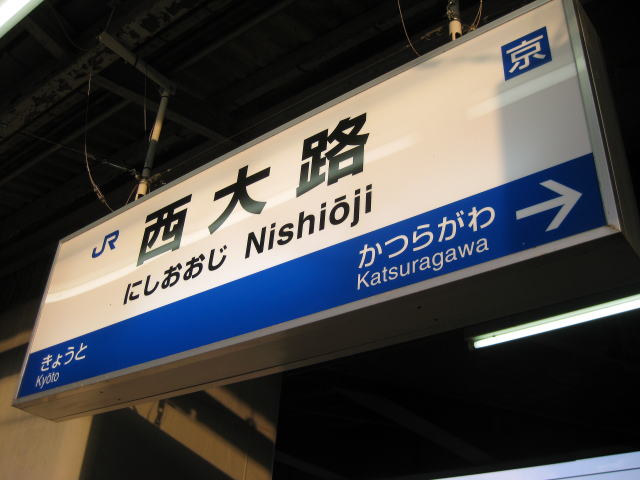 京
JR 西大路
にしおおじ Nishiōji
かつらがわ
Katsuragawa
きょうと
Kyōto